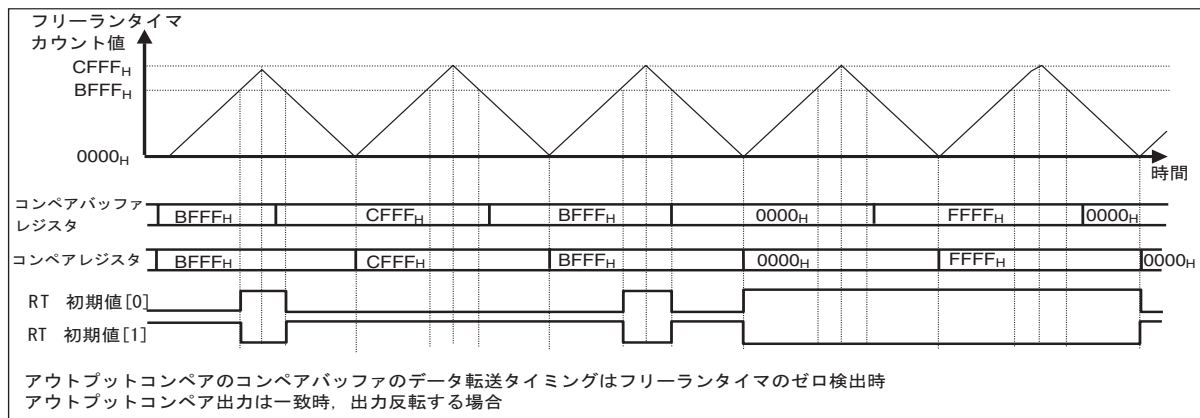 フリーランタイマ
カウント値
CFFFH
BFFFH
0000H
時間
コンペアバッファ
レジスタ
BFFFH CFFFH BFFFH 0000H FFFFH 0000H
コンペアレジスタ BFFFH CFFFH BFFFH 0000H FFFFH 0000H
RT 初期値[0]
RT 初期値[1]
アウトプットコンペアのコンペアバッファのデータ転送タイミングはフリーランタイマのゼロ検出時
アウトプットコンペア出力は一致時，出力反転する場合